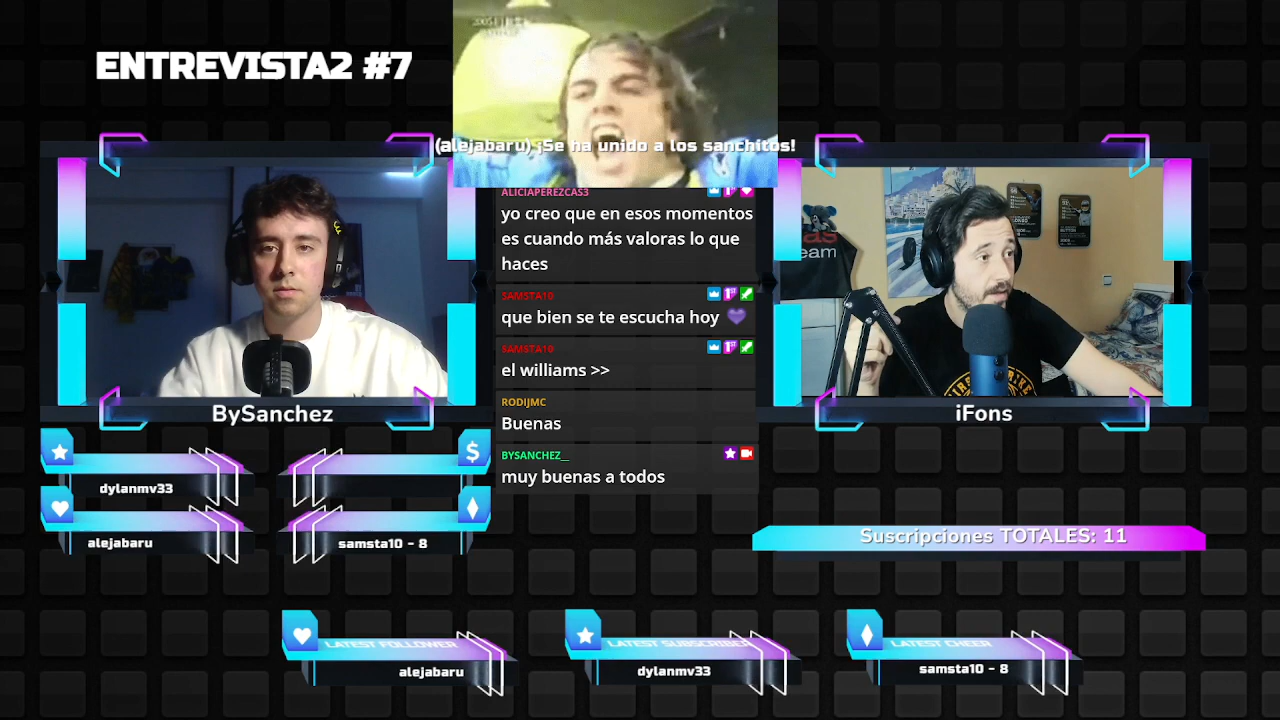 ENTREVISTA2 #7
(alejabaru) ¡Se ha unido a los sanchitos!
ALICIAPEREZCAS3
yo creo que en esos momentos
es cuando más valoras lo que
haces
SAMSTA10
que bien se te escucha hoy
SAMSTA10
el williams >>
RODIJMC
Buenas
BYSANCHEZ__
muy buenas a todos
BySanchez
eam
iFons
dylanmv33
$
alejabaru
samsta10 - 8
Suscripciones TOTALES: 11
LATEST FOLLOWER
alejabaru
LATEST SUBSCRIBER
dylanmv33
LATEST CHEER
samsta10 - 8